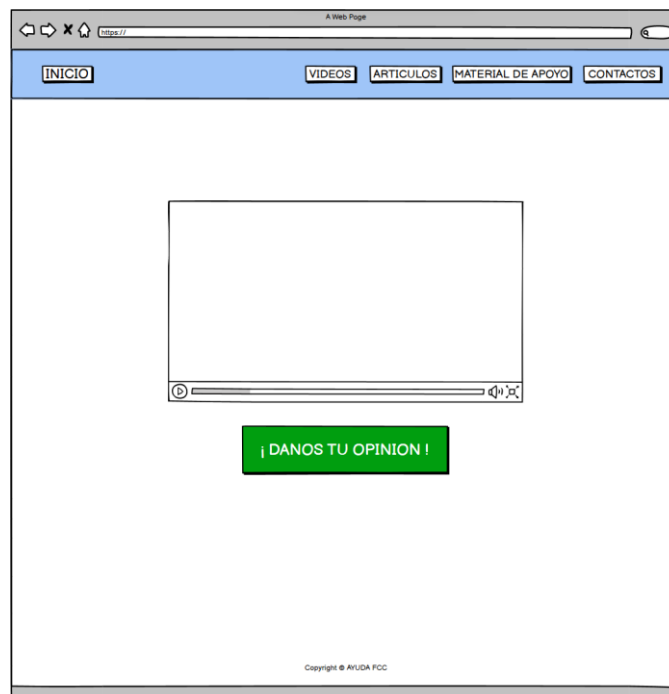 A Web Page
https://
INICIO VIDEOS ARTICULOS MATERIAL DE APOYO CONTACTOS
¡ DANOS TU OPINION !
Copyright © AYUDA FCC